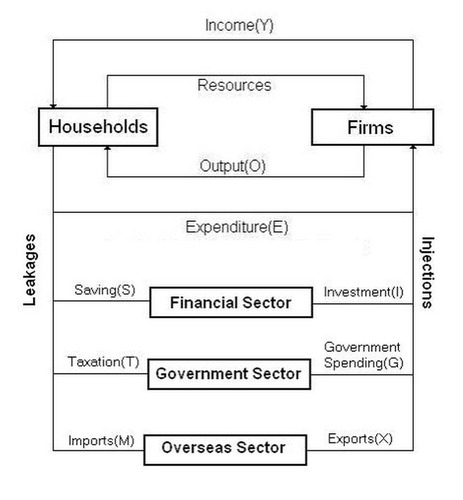 Income(Y)
Resources
Households
Firms
Output(O)
Expenditure(E)
Leakages
Injections
Saving(S)
Financial Sector
Investment(I)
Taxation(T)
Government Sector
Government
Spending(G)
Imports(M)
Overseas Sector
Exports(X)